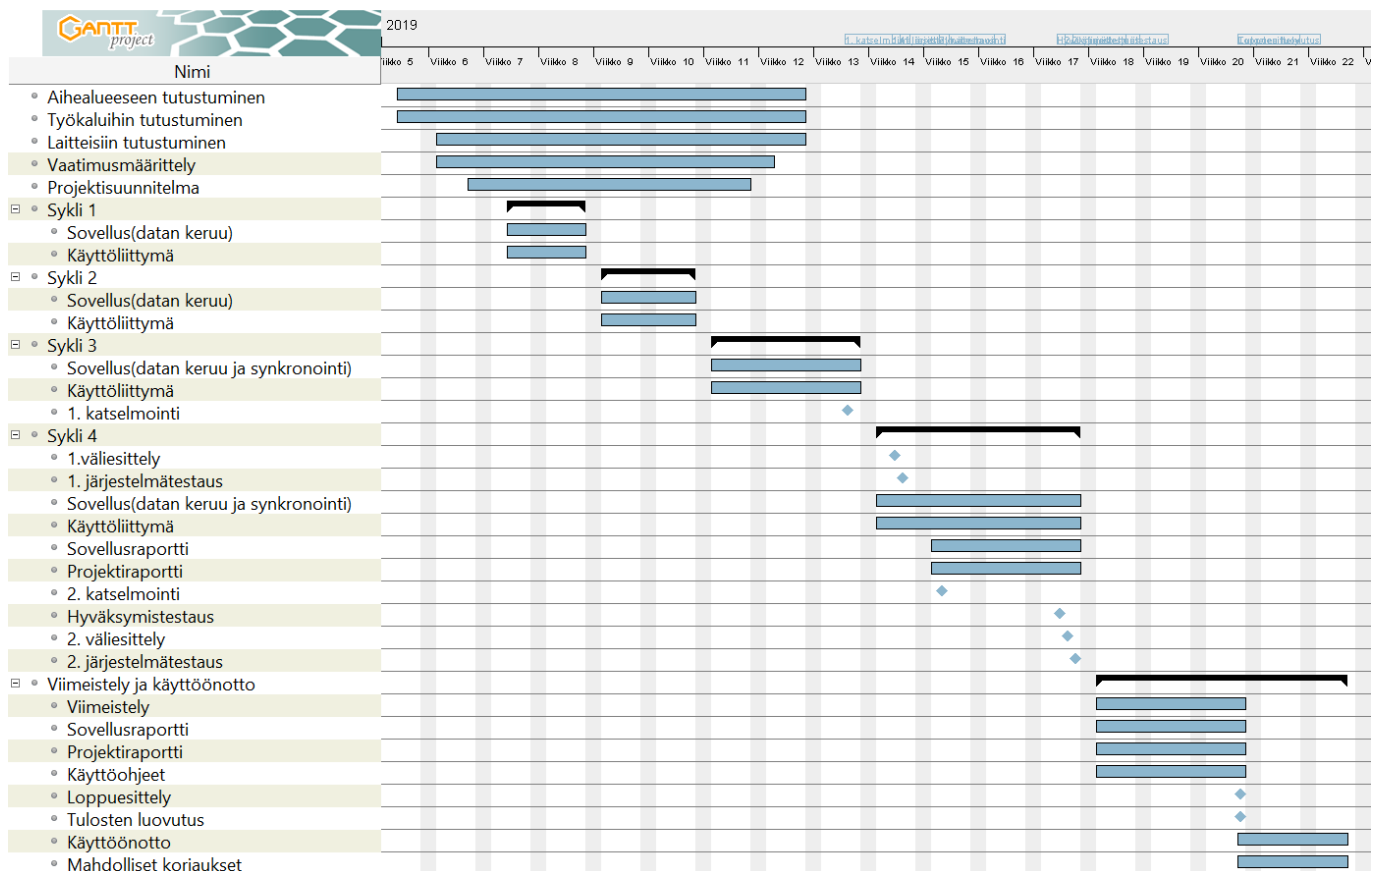 GANTT
project
2019
Nimi
Viikko 5 Viikko 6 Viikko 7 Viikko 8 Viikko 9 Viikko 10 Viikko 11 Viikko 12 Viikko 13 Viikko 14 Viikko 15 Viikko 16 Viikko 17 Viikko 18 Viikko 19 Viikko 20 Viikko 21 Viikko 22
Aihealueeseen tutustuminen
Työkaluihin tutustuminen
Laitteisiin tutustuminen
Vaatimusmäärittely
Projektisuunnitelma
Sykli 1
Sovellus(datan keruu)
Käyttöliittymä
Sykli 2
Sovellus(datan keruu)
Käyttöliittymä
Sykli 3
Sovellus(datan keruu ja synkronointi)
Käyttöliittymä
1. katselmointi
Sykli 4
1.väliesittely
1. järjestelmätestaus
Sovellus(datan keruu ja synkronointi)
Käyttöliittymä
Sovellusraportti
Projektiraportti
2. katselmointi
Hyväksymistestaus
2. väliesittely
2. järjestelmätestaus
Viimeistely ja käyttöönotto
Viimeistely
Sovellusraportti
Projektiraportti
Käyttöohjeet
Loppuesittely
Tulosten luovutus
Käyttöönotto
Mahdolliset korjaukset